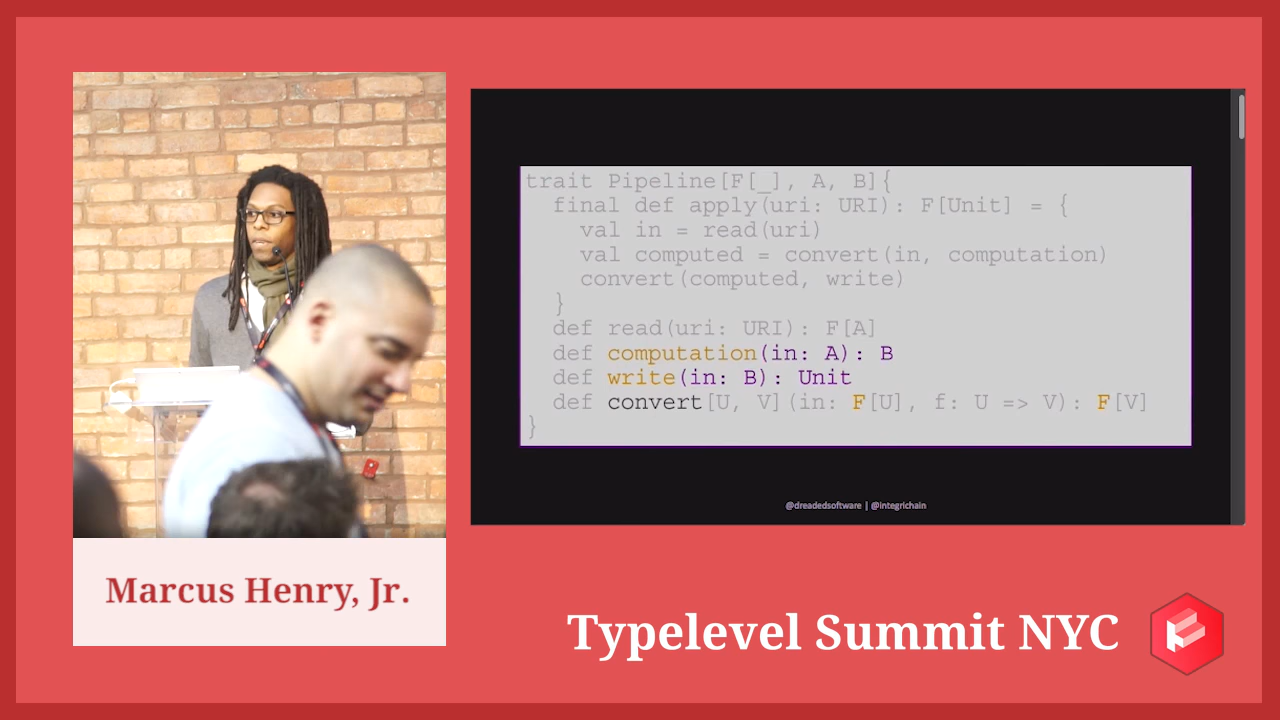 trait Pipeline[F[_], A, B]{
  final def apply(uri: URI): F[Unit] = {
    val in = read(uri)
    val computed = convert(in, computation)
    convert(computed, write)
  }
  def read(uri: URI): F[A]
  def computation(in: A): B
  def write(in: B): Unit
  def convert[U, V](in: F[U], f: U => V): F[V]
}
@dreadedsoftware | @integrichain
Marcus Henry, Jr.
Typelevel Summit NYC